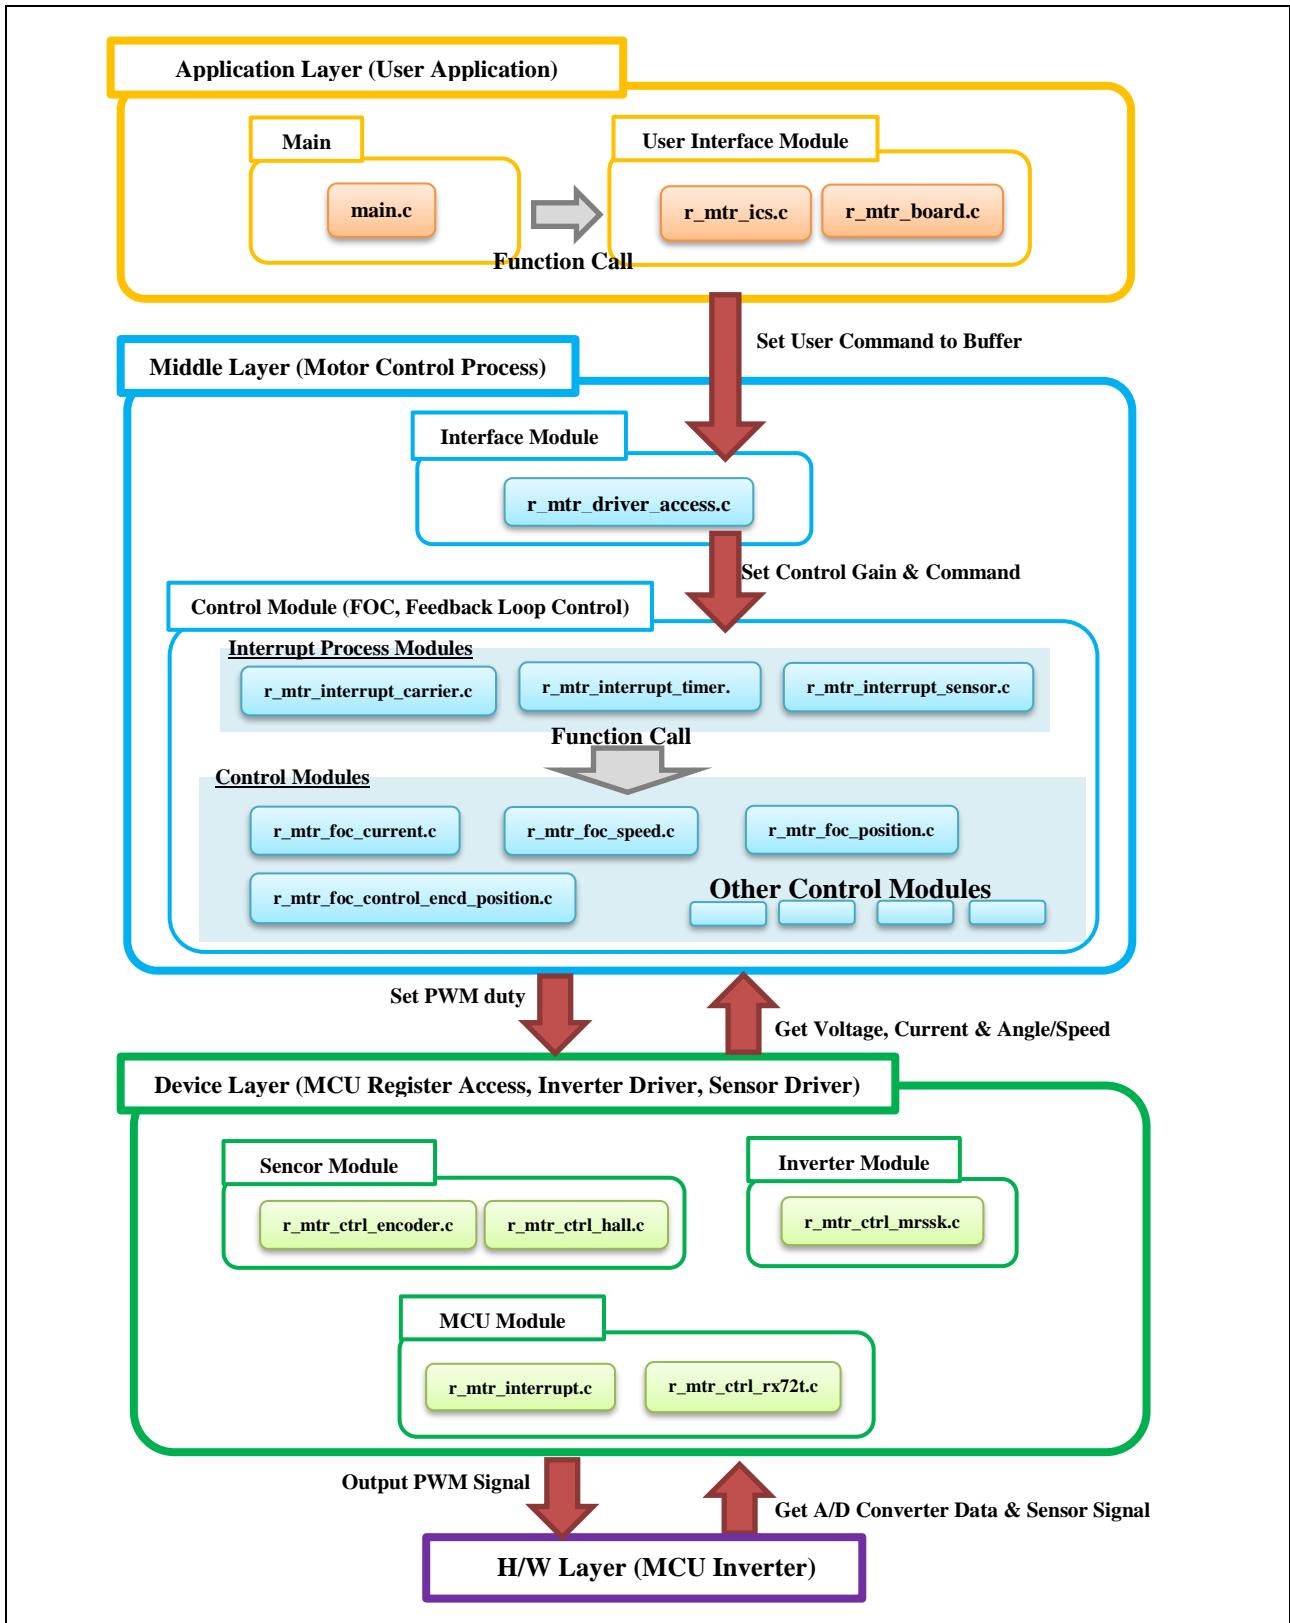 Application Layer (User Application)
Main
User Interface Module
main.c
r_mtr_ics.c
r_mtr_board.c
Function Call
Set User Command to Buffer
Middle Layer (Motor Control Process)
Interface Module
r_mtr_driver_access.c
Set Control Gain & Command
Control Module (FOC, Feedback Loop Control)
Interrupt Process Modules
r_mtr_interrupt_carrier.c
r_mtr_interrupt_timer.
r_mtr_interrupt_sensor.c
Function Call
Control Modules
r_mtr_foc_current.c
r_mtr_foc_speed.c
r_mtr_foc_position.c
r_mtr_foc_control_encd_position.c
Other Control Modules
Set PWM duty
Get Voltage, Current & Angle/Speed
Device Layer (MCU Register Access, Inverter Driver, Sensor Driver)
Sencor Module
Inverter Module
r_mtr_ctrl_encoder.c
r_mtr_ctrl_hall.c
r_mtr_ctrl_mrssk.c
MCU Module
r_mtr_interrupt.c
r_mtr_ctrl_rx72t.c
Output PWM Signal
Get A/D Converter Data & Sensor Signal
H/W Layer (MCU Inverter)